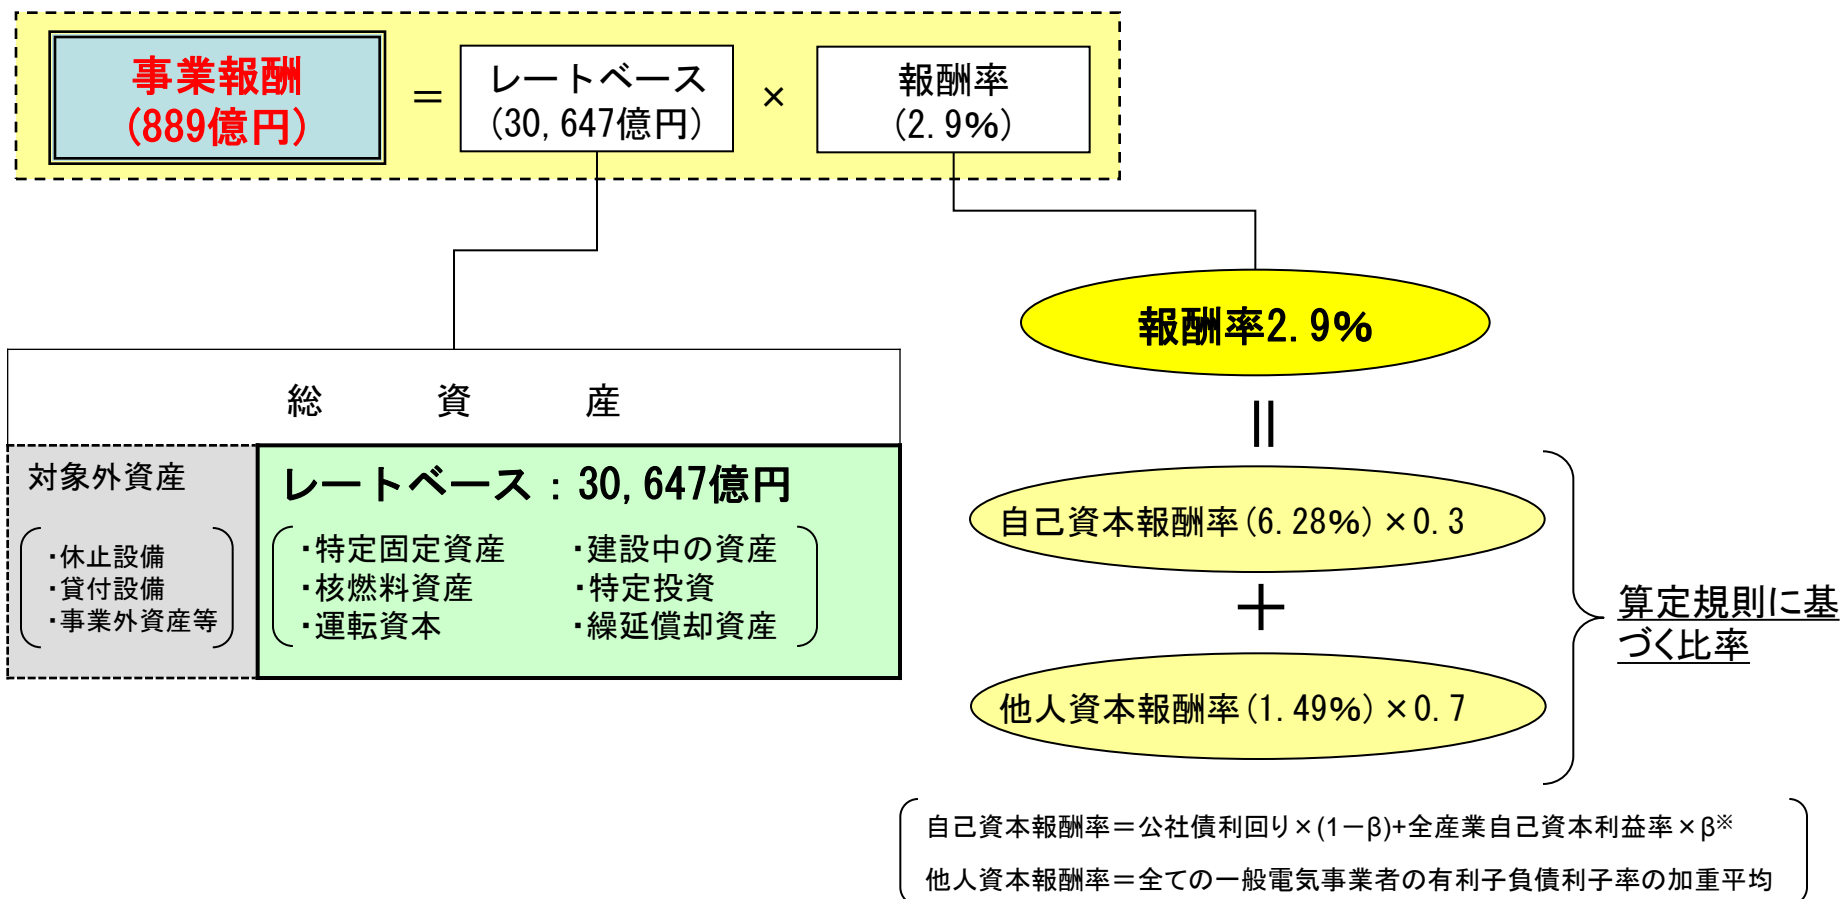 事業報酬
(889億円)
＝
レートベース
(30,647億円)
×
報酬率
(2.9%)
報酬率2.9%
＝
総資産
対象外資産
・休止設備
・貸付設備
・事業外資産等
レートベース：30,647億円
・特定固定資産 ・建設中の資産
・核燃料資産 ・特定投資
・運転資本 ・繰延償却資産
自己資本報酬率(6.28%)×0.3
＋
他人資本報酬率(1.49%)×0.7
算定規則に基
づく比率
自己資本報酬率＝公社債利回り×(1－β)+全産業自己資本利益率×β※
他人資本報酬率＝全ての一般電気事業者の有利子負債利子率の加重平均